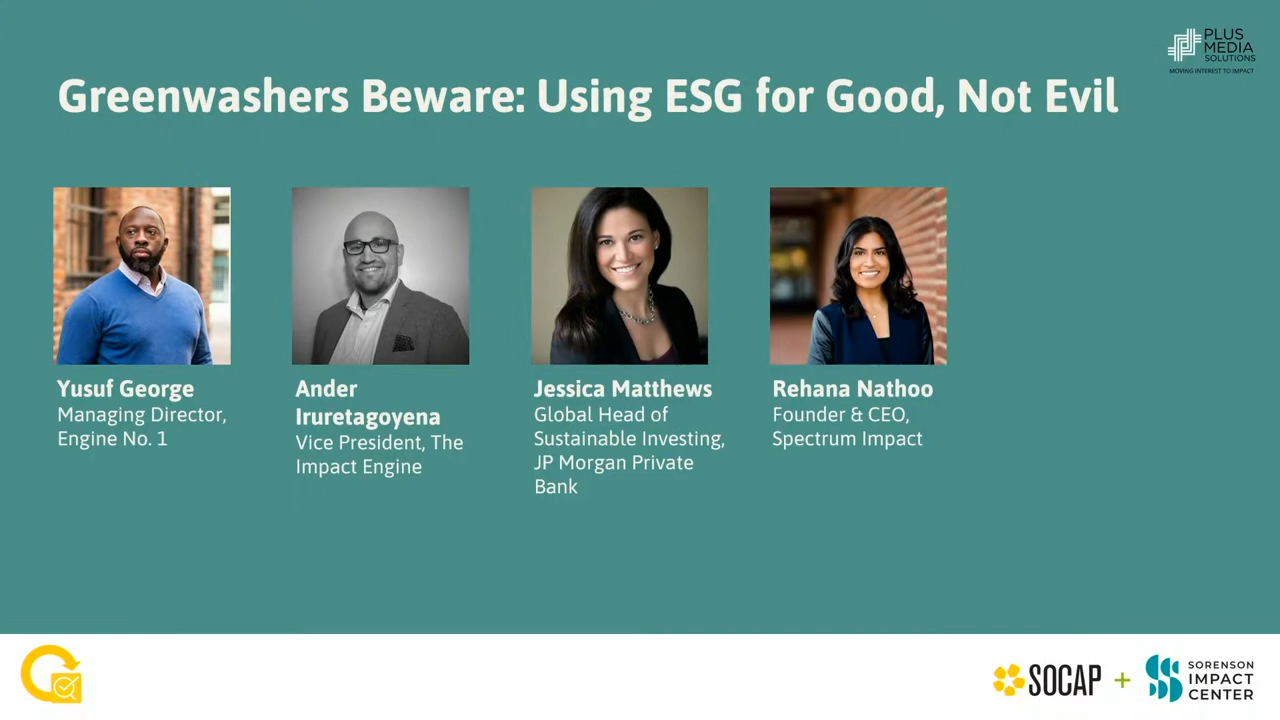 PLUS
MEDIA
SOLUTIONS
MOVING INTEREST TO IMPACT
Greenwashers Beware: Using ESG for Good, Not Evil
Yusuf George
Managing Director,
Engine No. 1
Ander
Iruretagoyena
Vice President, The
Impact Engine
Jessica Matthews
Global Head of
Sustainable Investing,
JP Morgan Private
Bank
Rehana Nathoo
Founder & CEO,
Spectrum Impact
SOCAP +
SORENSON
IMPACT
CENTER